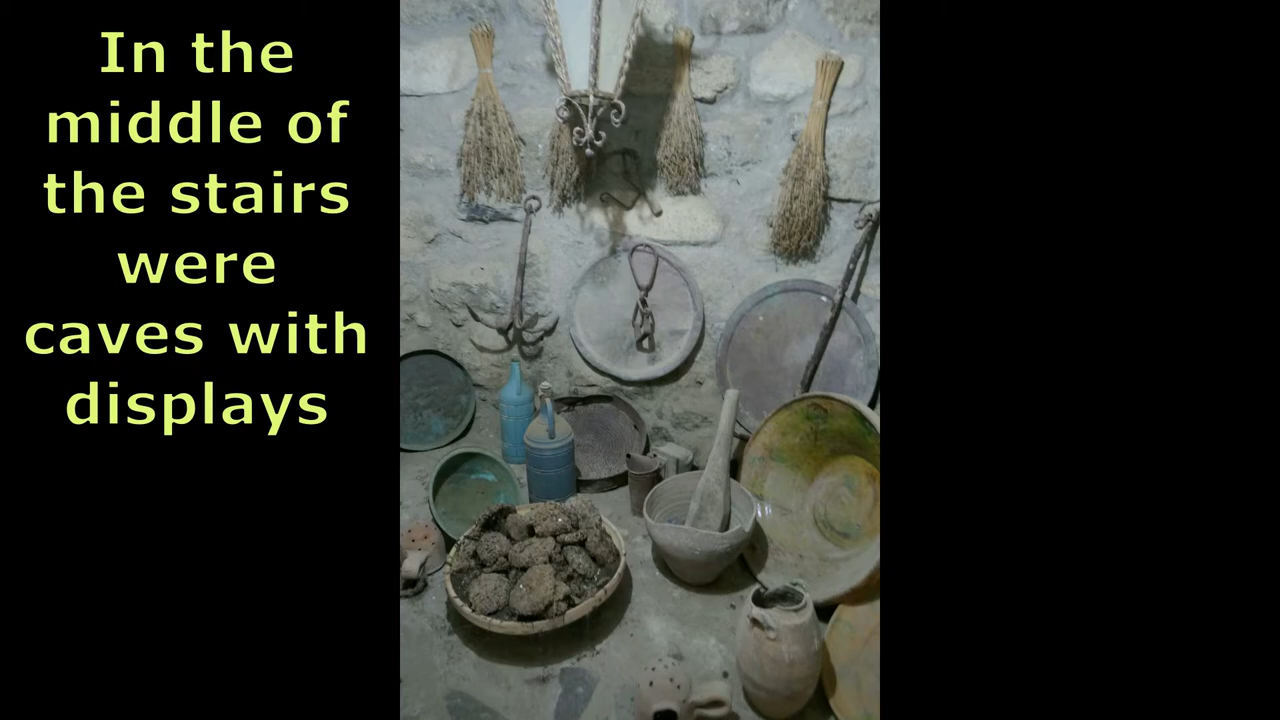 In the
middle of
the stairs
were
caves with
displays